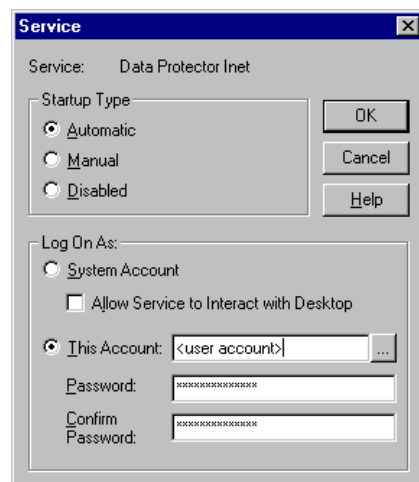 Service
Service: Data Protector Inet
Startup Type
Automatic
Manual
Disabled
OK
Cancel
Help
Log On As:
System Account
Allow Service to Interact with Desktop
This Account: <user account> ...
Password: **************
Confirm Password: **************